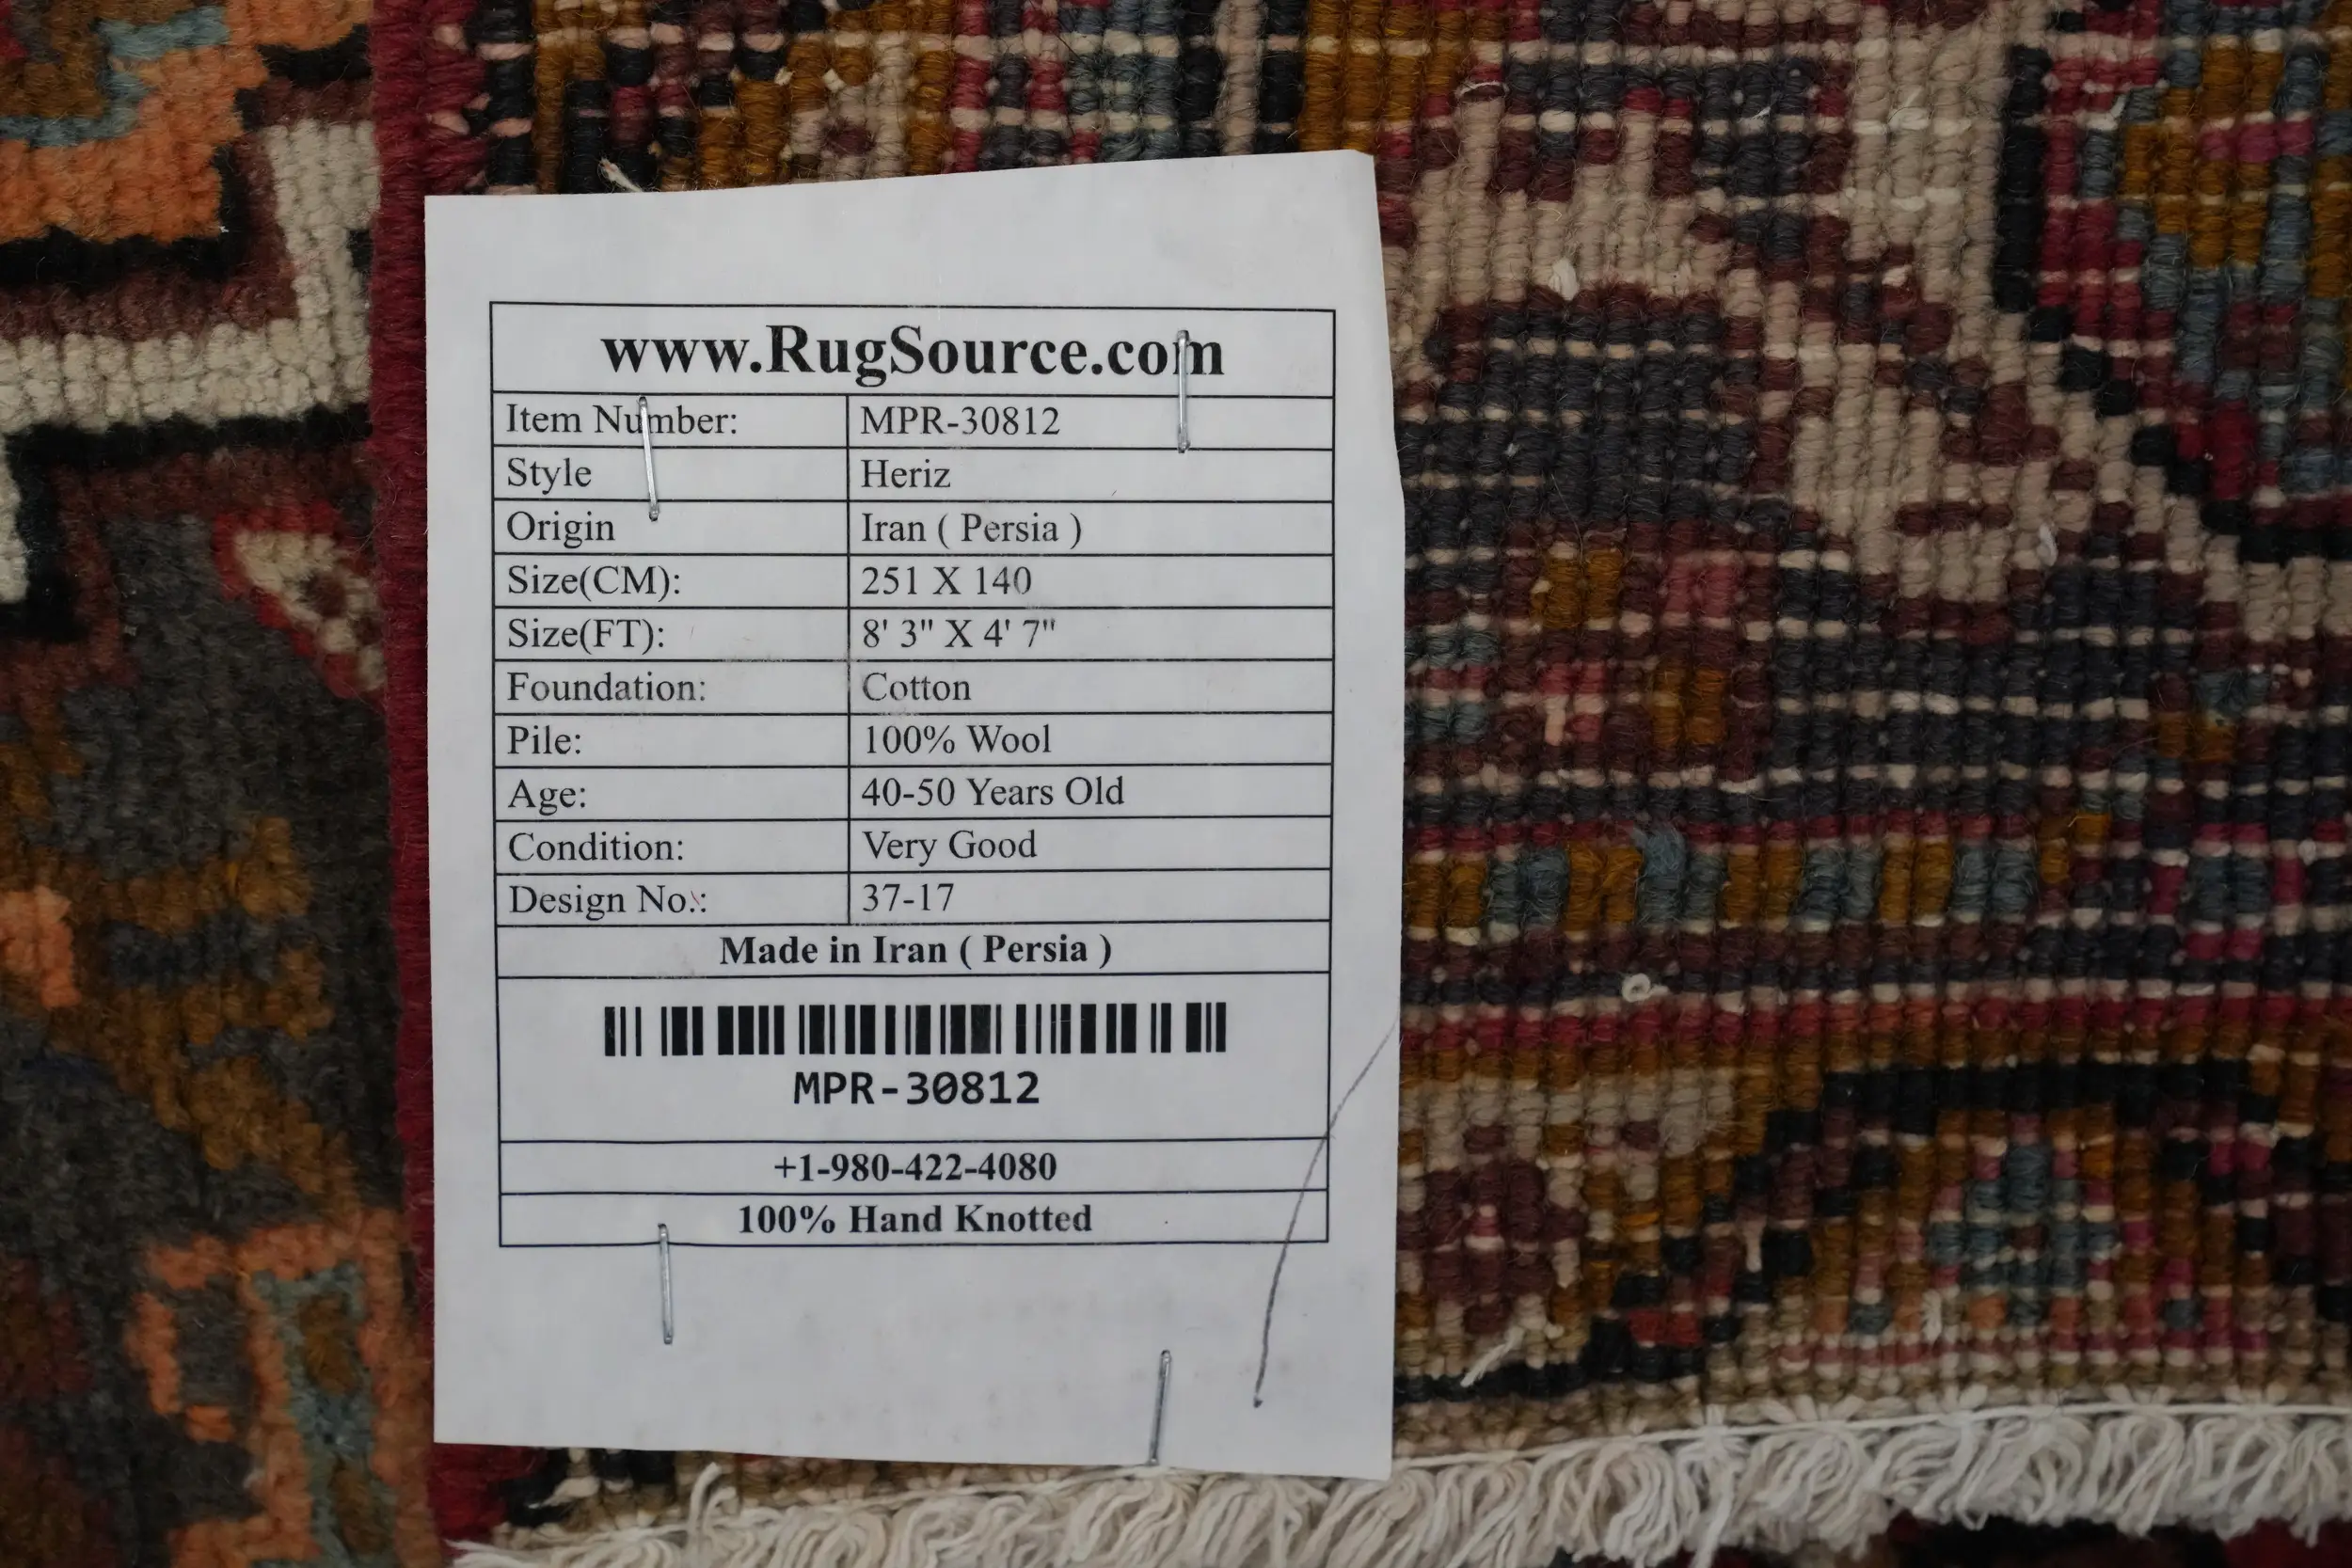 www.RugSource.com
Item Number: MPR-30812
Style Heriz
Origin Iran ( Persia )
Size(CM): 251 X 140
Size(FT): 8' 3" X 4' 7"
Foundation: Cotton
Pile: 100% Wool
Age: 40-50 Years Old
Condition: Very Good
Design No.: 37-17
Made in Iran ( Persia )
MPR-30812
+1-980-422-4080
100% Hand Knotted